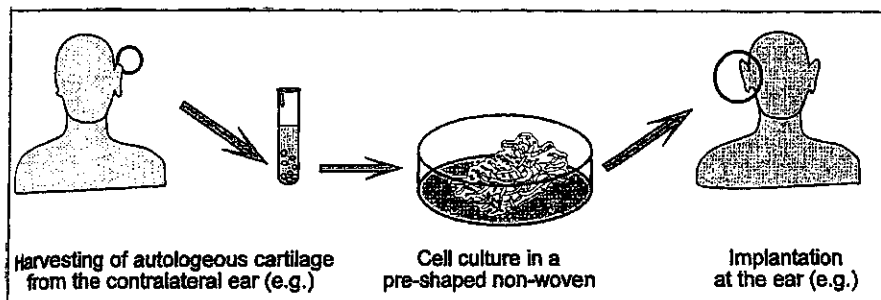 Harvesting of autologeous cartilage
from the contralateral ear (e.g.)
Cell culture in a
pre-shaped non-woven
Implantation
at the ear (e.g.)